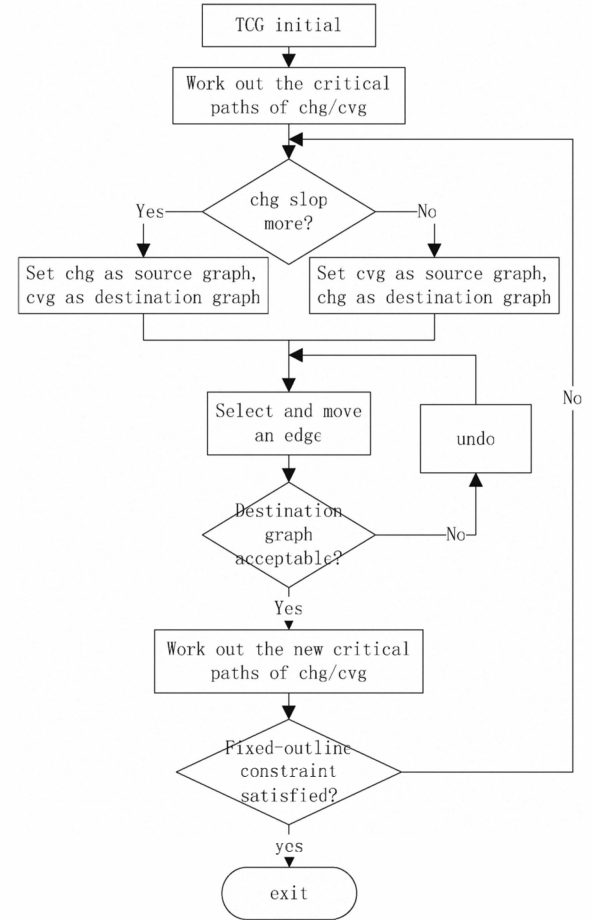 TCG initial
Work out the critical
paths of chg/cvg
chg slop
more?
Yes
No
Set chg as source graph,
cvg as destination graph
Set cvg as source graph,
chg as destination graph
No
Select and move
an edge
undo
Destination
graph
acceptable?
No
Yes
Work out the new critical
paths of chg/cvg
Fixed-outline
constraint
satisfied?
yes
exit